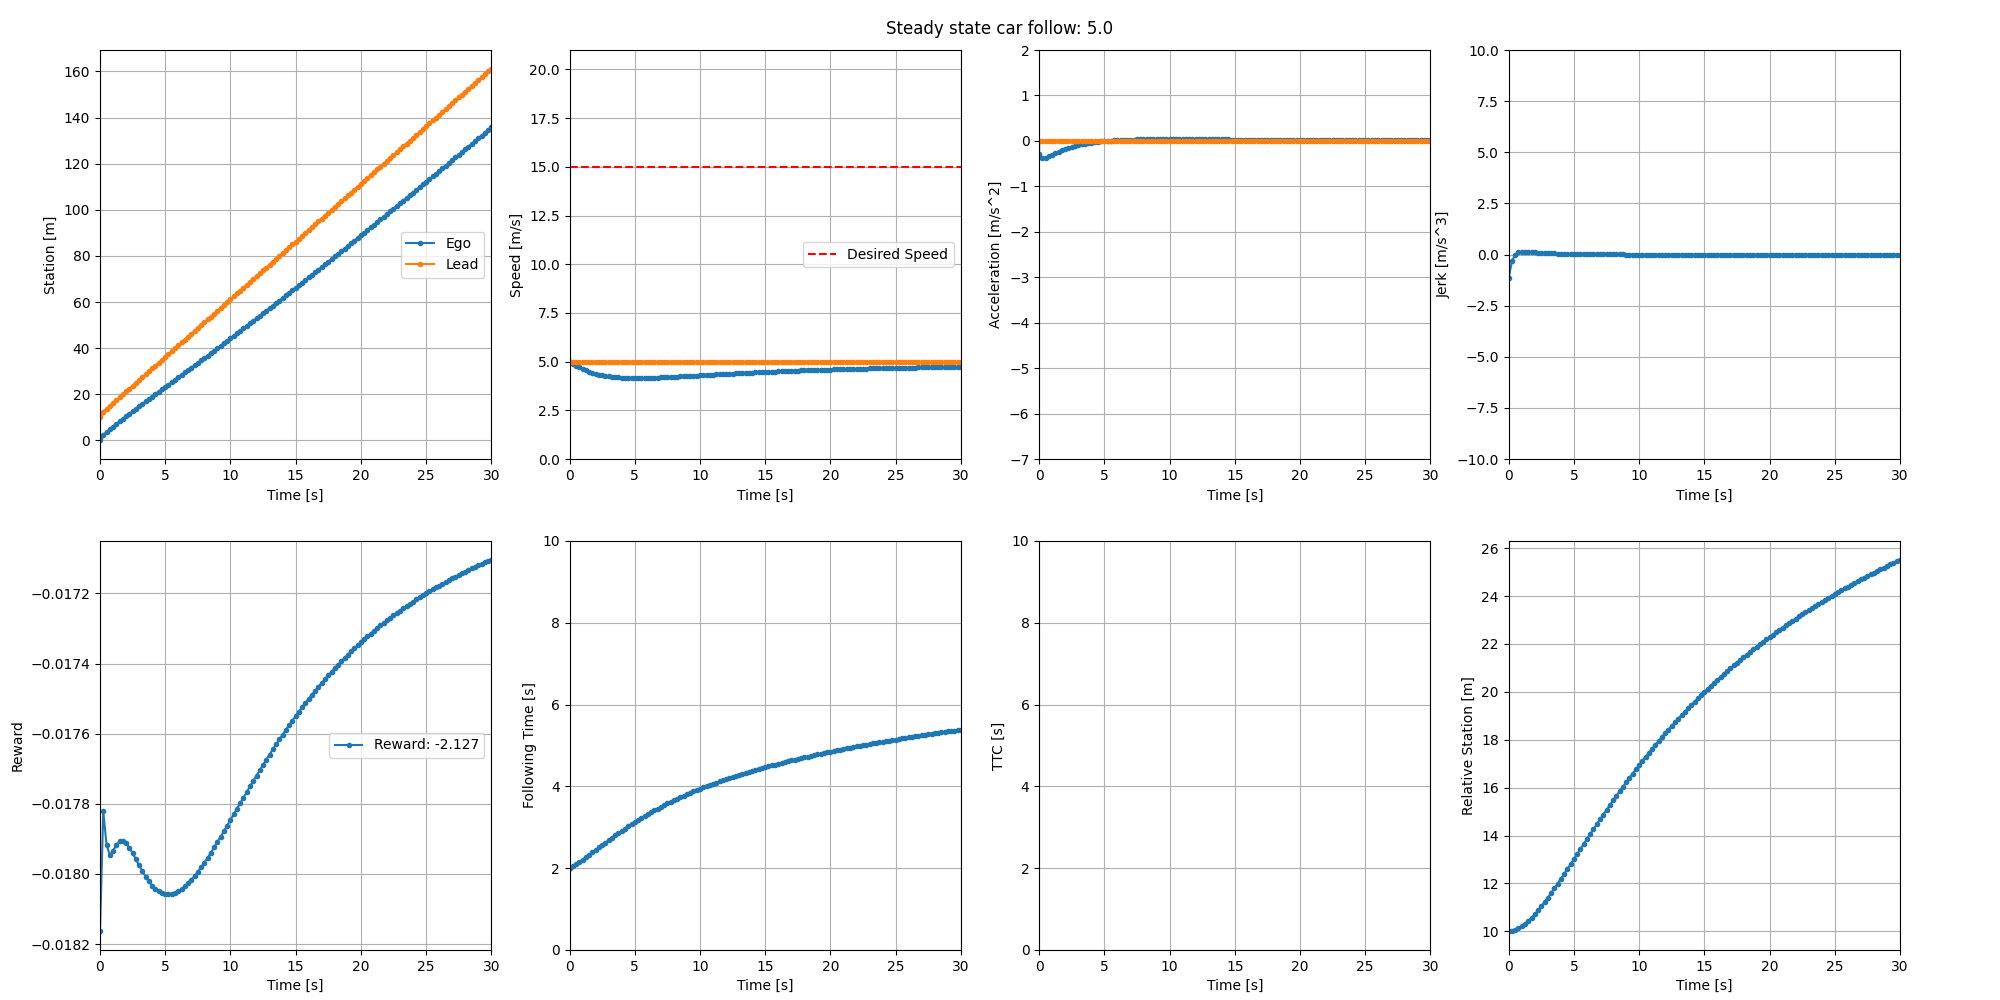 Steady state car follow: 5.0
Station [m]
160
140
120
100
80
60
40
20
0
Ego
Lead
0 5 10 15 20 25 30
Time [s]
Speed [m/s]
20.0
17.5
15.0
12.5
10.0
7.5
5.0
2.5
0.0
Desired Speed
0 5 10 15 20 25 30
Time [s]
Acceleration [m/s^2]
2
1
0
−1
−2
−3
−4
−5
−6
−7
0 5 10 15 20 25 30
Time [s]
Jerk [m/s^3]
10.0
7.5
5.0
2.5
0.0
−2.5
−5.0
−7.5
−10.0
0 5 10 15 20 25 30
Time [s]
Reward
−0.0172
−0.0174
−0.0176
−0.0178
−0.0180
−0.0182
Reward: -2.127
0 5 10 15 20 25 30
Time [s]
Following Time [s]
10
8
6
4
2
0
0 5 10 15 20 25 30
Time [s]
TTC [s]
10
8
6
4
2
0
0 5 10 15 20 25 30
Time [s]
Relative Station [m]
26
24
22
20
18
16
14
12
10
0 5 10 15 20 25 30
Time [s]